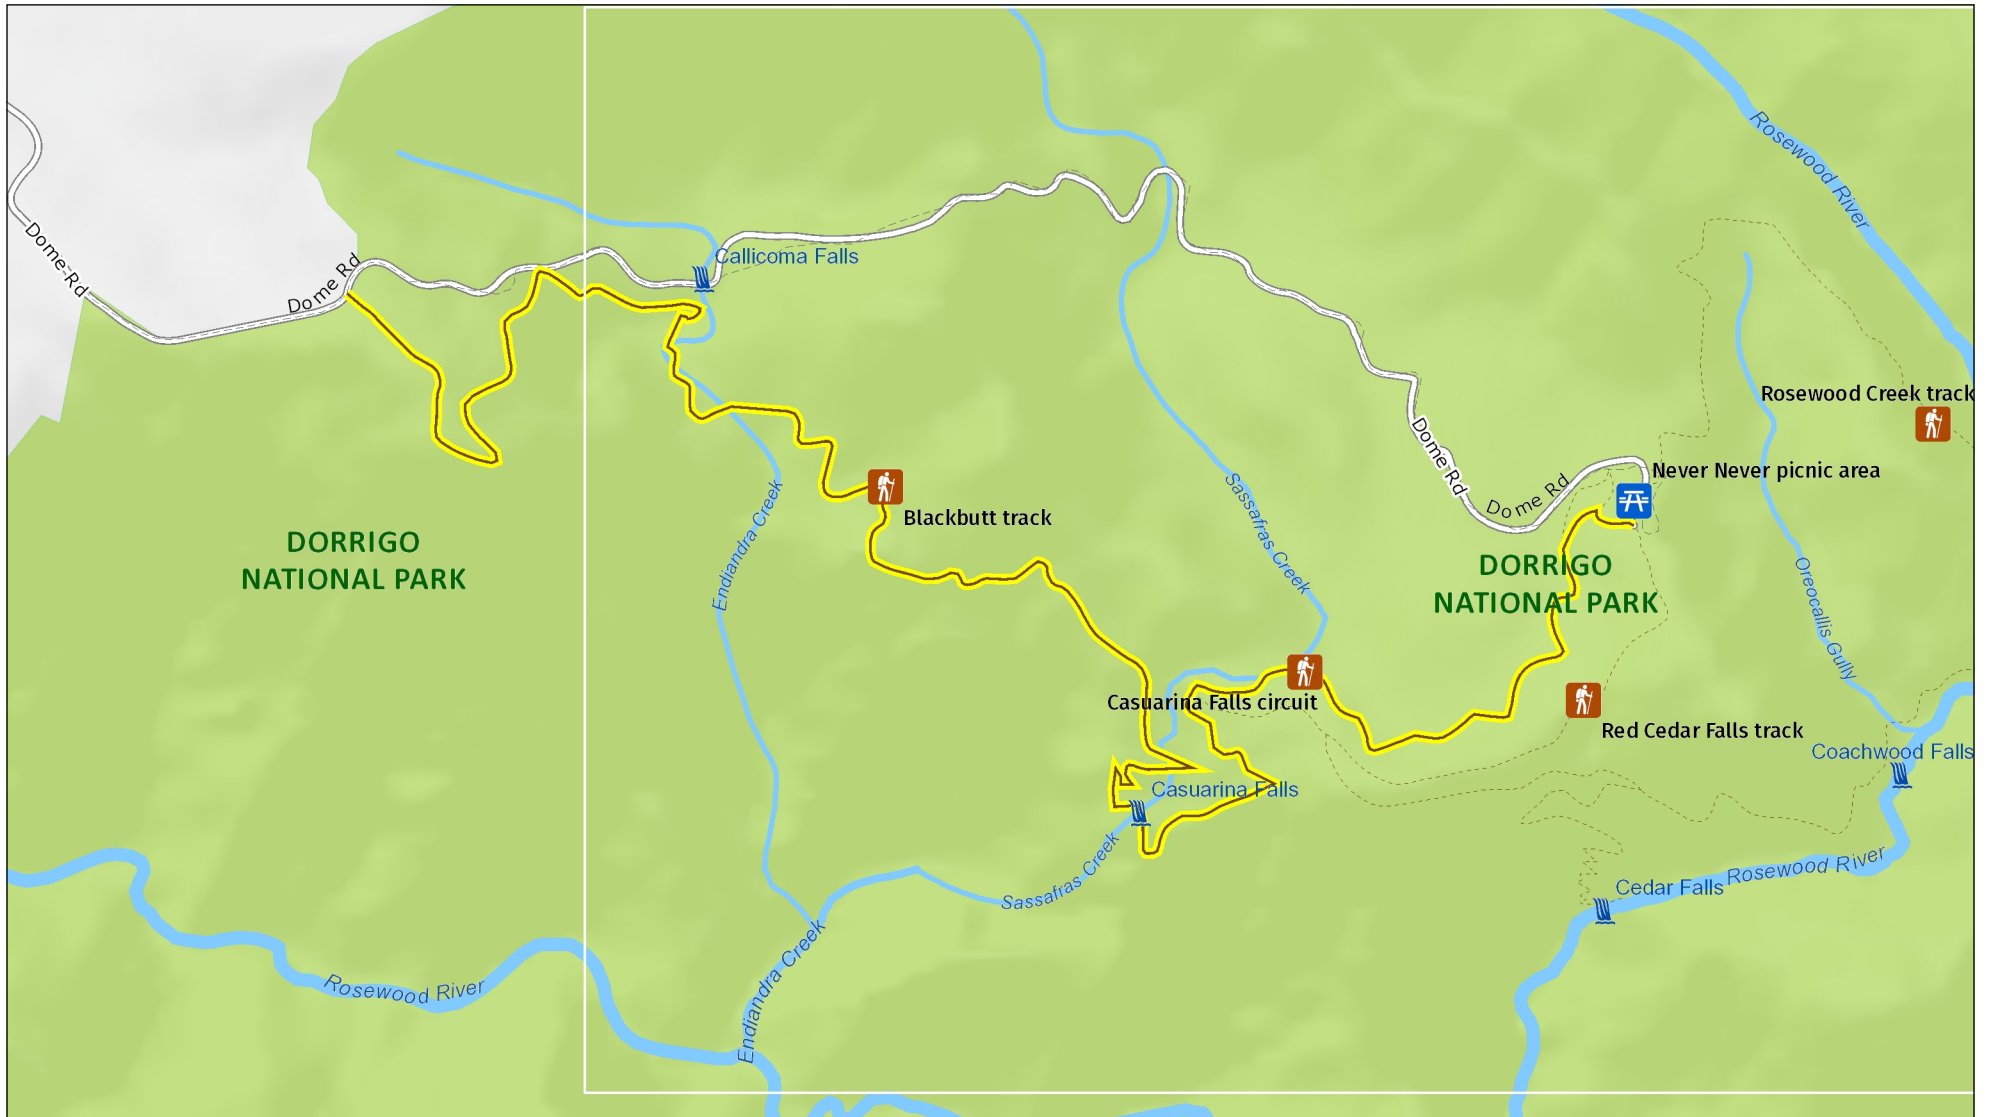 Rosewood River
Dome Rd
Dome Rd
Callicoma Falls
Rosewood Creek track
Dome Rd
Dome Rd
Never Never picnic area
Endiandra Creek
Blackbutt track
Sassafras Creek
DORRIGO
NATIONAL PARK
DORRIGO
NATIONAL PARK
Oreocallis Gully
Casuarina Falls circuit
Red Cedar Falls track
Coachwood Falls
Casuarina Falls
Sassafras Creek
Rosewood River
Cedar Falls
Endiandra Creek
Rosewood River